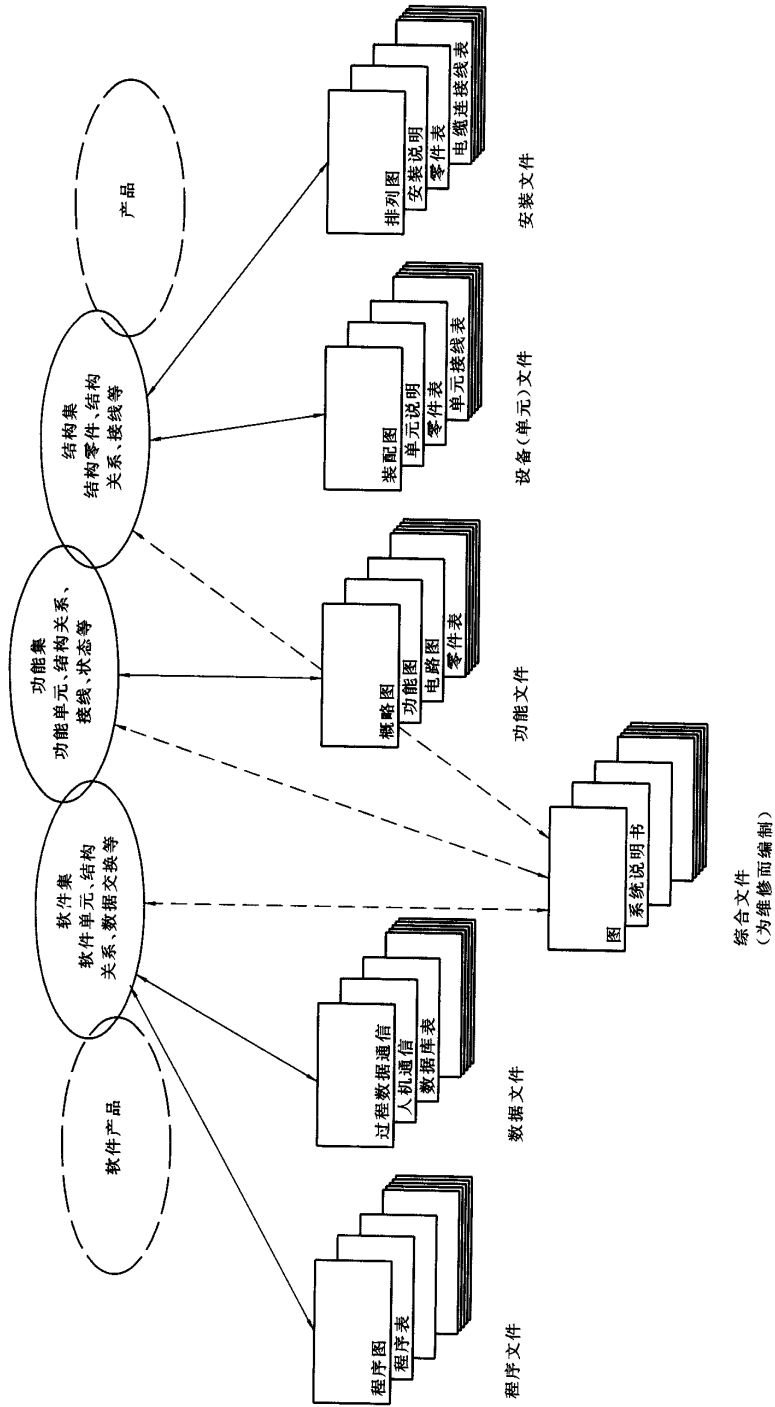 软件产品
软件集
软件单元、结构
关系、数据交换等
功能集
功能单元、结构关系、
接线、状态等
结构集
结构零件、结构
关系、接线等
产品
程序图
程序表
程序文件
过程数据通信
人机通信
数据库表
数据文件
概略图
功能图
电路图
零件表
功能文件
装配图
单元说明
零件表
单元接线表
设备(单元)文件
排列图
安装说明
零件表
电缆连接线表
安装文件
图
系统说明书
综合文件
(为维修而编制)